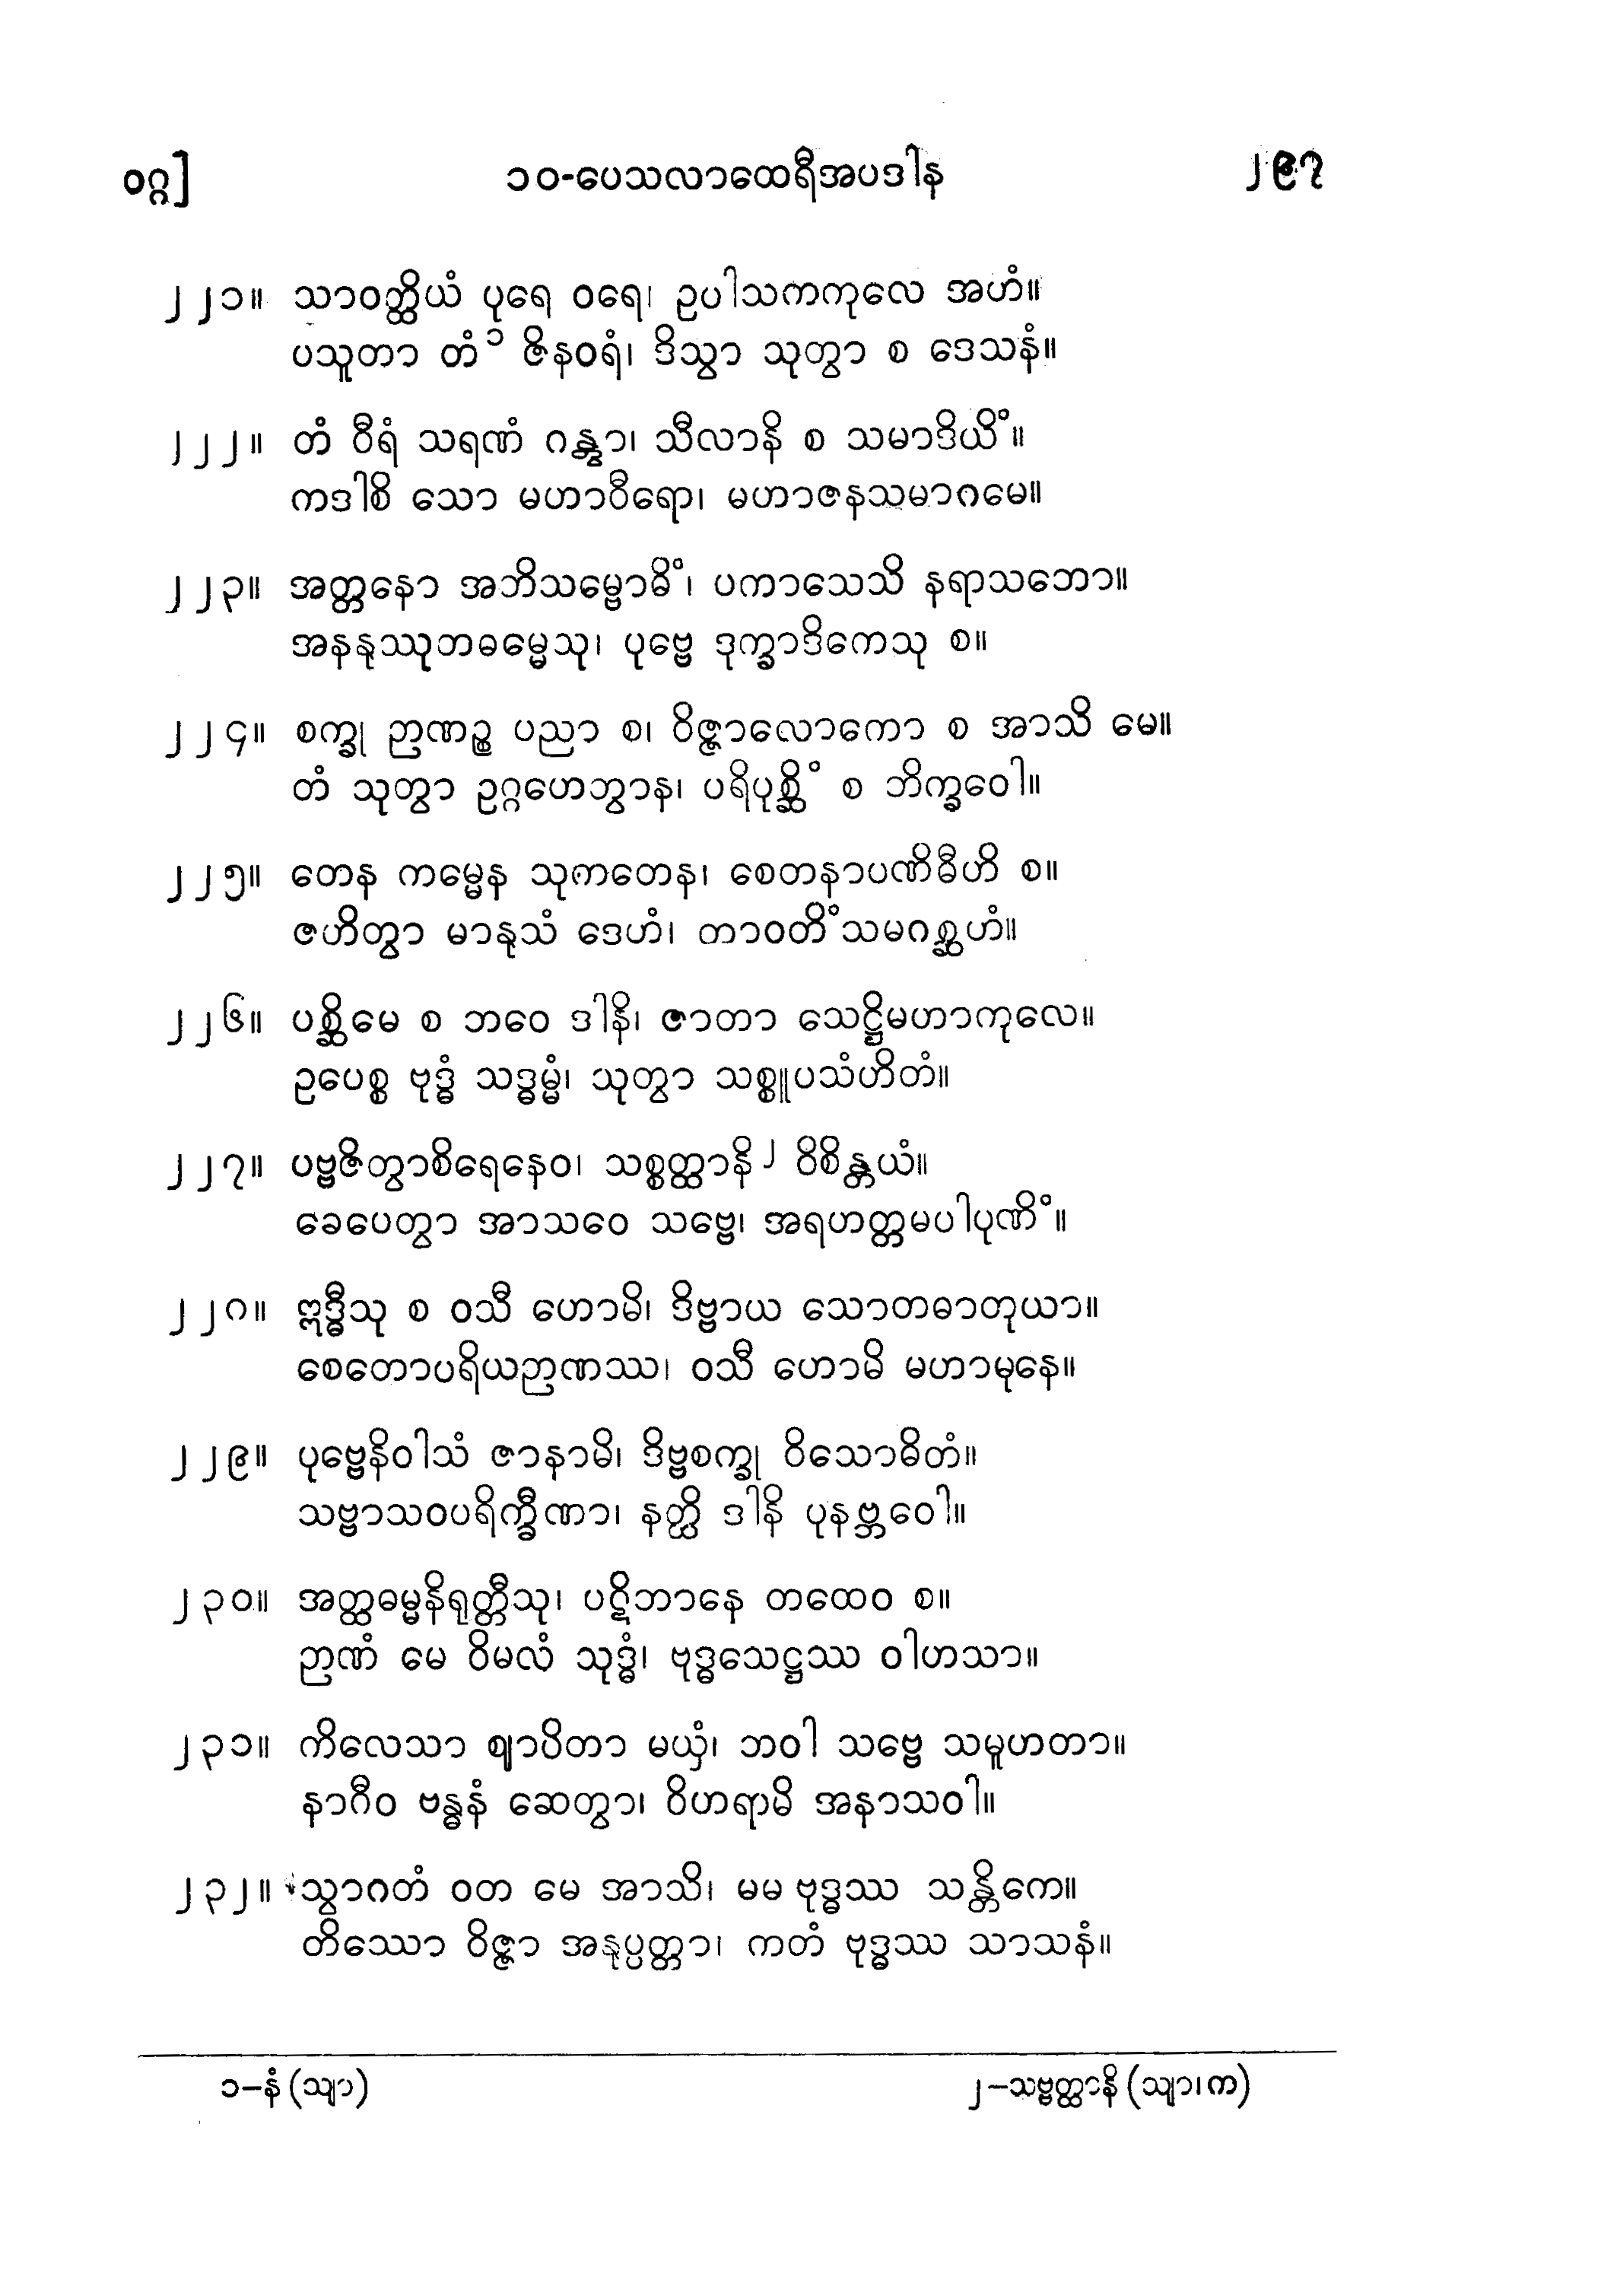 ဝဂ္ဂ]
၁၀-ပေသလာထေရီအပဒါန
၂၉၇
၂၂၁။ သာဝတ္ထိယံ ပုရေ ဝရေ၊ ဥပါသကကုလေ အဟံ။
ပသူတာ တံ ၁ ဇိနဝရံ၊ ဒိသွာ သုတွာ စ ဒေသနံ။
၂၂၂။ တံ ဝီရံ သရဏံ ဂန္တွာ၊ သီလာနိ စ သမာဒိယိံ။
ကဒါစိ သော မဟာဝီရော၊ မဟာဇနသမာဂမေ။
၂၂၃။ အတ္တနော အဘိသမ္ဗောဓိံ၊ ပကာသေသိ နရာသဘော။
အနနုဿုဘဓမ္မေသု၊ ပုဗ္ဗေ ဒုက္ခာဒိကေသု စ။
၂၂၄။ စက္ခု ဉာဏဉ္စ ပညာ စ၊ ဝိဇ္ဇာလောကော စ အာသိ မေ။
တံ သုတွာ ဥဂ္ဂဟေတွာန၊ ပရိပုစ္ဆိံ စ ဘိက္ခဝေါ။
၂၂၅။ တေန ကမ္မေန သုကတေန၊ စေတနာပဏိဓီဟိ စ။
ဇဟိတွာ မာနုသံ ဒေဟံ၊ တာဝတိံသမဂစ္ဆဟံ။
၂၂၆။ ပစ္ဆိမေ စ ဘဝေ ဒါနိ၊ ဇာတာ သေဋ္ဌိမဟာကုလေ။
ဥပေစ္စ ဗုဒ္ဓံ သဒ္ဓမ္မံ၊ သုတွာ သစ္စူပသံဟိတံ။
၂၂၇။ ပဗ္ဗဇိတွာစိရေနေဝ၊ သစ္စတ္ထာနိ ၂ ဝိစိန္တယံ။
ခေပေတွာ အာသဝေ သဗ္ဗေ၊ အရဟတ္တမပါပုဏိံ။
၂၂၈။ ဣဒ္ဓီသု စ ဝသီ ဟောမိ၊ ဒိဗ္ဗာယ သောတဓာတုယာ။
စေတောပရိယဉာဏဿ၊ ဝသီ ဟောမိ မဟာမုနေ။
၂၂၉။ ပုဗ္ဗေနိဝါသံ ဇာနာမိ၊ ဒိဗ္ဗစက္ခု ဝိသောဓိတံ။
သဗ္ဗာသဝပရိက္ခီဏာ၊ နတ္ထိ ဒါနိ ပုနဗ္ဘဝေါ။
၂၃၀။ အတ္ထဓမ္မနိရုတ္တီသု၊ ပဋိဘာနေ တထေဝ စ။
ဉာဏံ မေ ဝိမလံ သုဒ္ဓံ၊ ဗုဒ္ဓသေဋ္ဌဿ ဝါဟသာ။
၂၃၁။ ကိလေသာ ဈာပိတာ မယှံ၊ ဘဝါ သဗ္ဗေ သမူဟတာ။
နာဂီဝ ဗန္ဓနံ ဆေတွာ၊ ဝိဟရာမိ အနာသဝါ။
၂၃၂။ သွာဂတံ ဝတ မေ အာသိ၊ မမ ဗုဒ္ဓဿ သန္တိကေ။
တိဿော ဝိဇ္ဇာ အနုပ္ပတ္တာ၊ ကတံ ဗုဒ္ဓဿ သာသနံ။
၁–နံ (သျာ)
၂–သဗ္ဗတ္ထာနိ (သျာ၊ က)